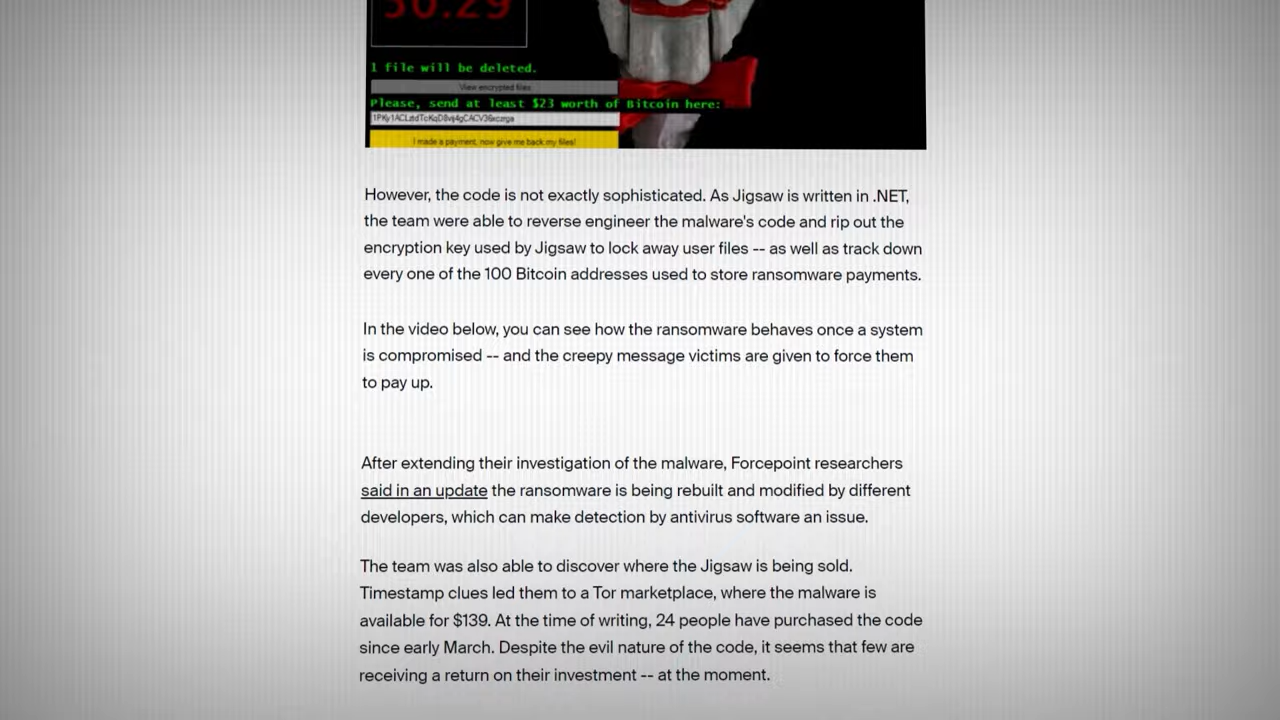 1 file will be deleted.
View encrypted files
Please, send at least $23 worth of Bitcoin here:
I made a payment, now give me back my files!
However, the code is not exactly sophisticated. As Jigsaw is written in .NET,
the team were able to reverse engineer the malware's code and rip out the
encryption key used by Jigsaw to lock away user files -- as well as track down
every one of the 100 Bitcoin addresses used to store ransomware payments.
In the video below, you can see how the ransomware behaves once a system
is compromised -- and the creepy message victims are given to force them
to pay up.
After extending their investigation of the malware, Forcepoint researchers
said in an update the ransomware is being rebuilt and modified by different
developers, which can make detection by antivirus software an issue.
The team was also able to discover where the Jigsaw is being sold.
Timestamp clues led them to a Tor marketplace, where the malware is
available for $139. At the time of writing, 24 people have purchased the code
since early March. Despite the evil nature of the code, it seems that few are
receiving a return on their investment -- at the moment.